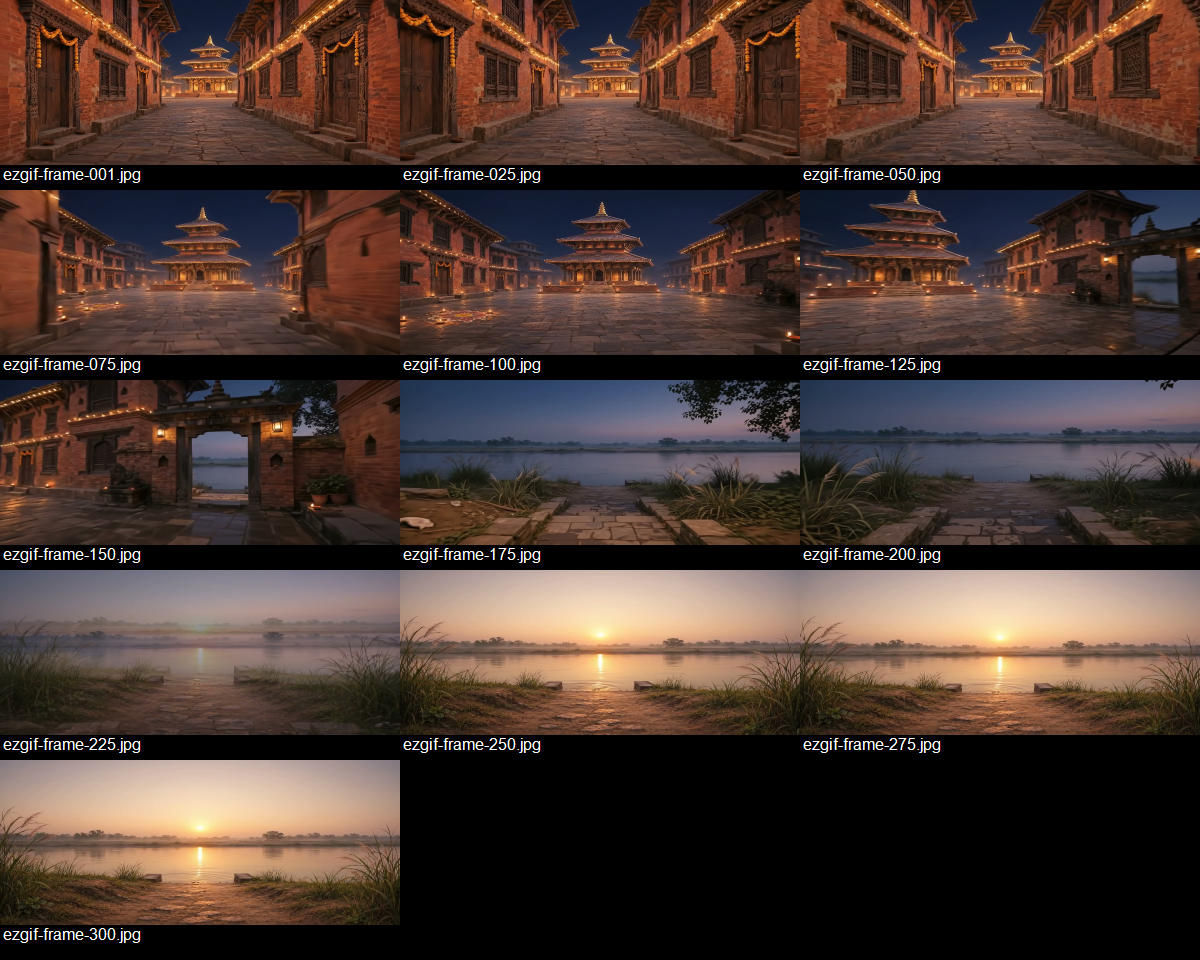 ezgif-frame-001.jpg
ezgif-frame-025.jpg
ezgif-frame-050.jpg
ezgif-frame-075.jpg
ezgif-frame-100.jpg
ezgif-frame-125.jpg
ezgif-frame-150.jpg
ezgif-frame-175.jpg
ezgif-frame-200.jpg
ezgif-frame-225.jpg
ezgif-frame-250.jpg
ezgif-frame-275.jpg
ezgif-frame-300.jpg